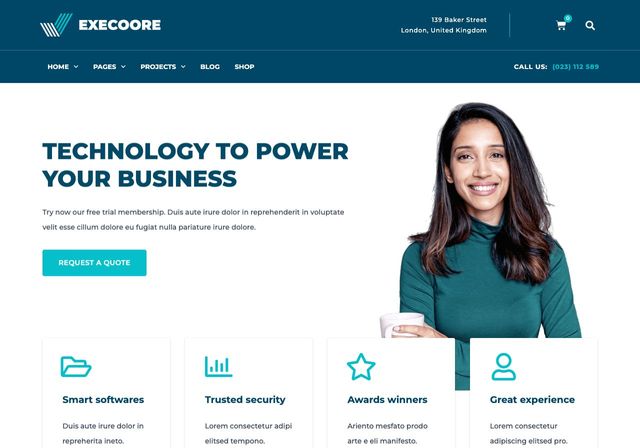 EXECOORE
139 Baker Street
London, United Kingdom
0
HOME PAGES PROJECTS BLOG SHOP
CALL US: (023) 112 589
TECHNOLOGY TO POWER
YOUR BUSINESS
Try now our free trial membership. Duis aute irure dolor in reprehenderit in voluptate
velit esse cillum dolore eu fugiat nulla pariature irure dolore.
REQUEST A QUOTE
Smart softwares
Duis aute irure dolor in
repreherita ineto.
Trusted security
Lorem consectetur adipi
elitsed tempono.
Awards winners
Ariento mesfato prodo
arte e eli manifesto.
Great experience
Lorem consectetur
adipiscing elitsed pro.